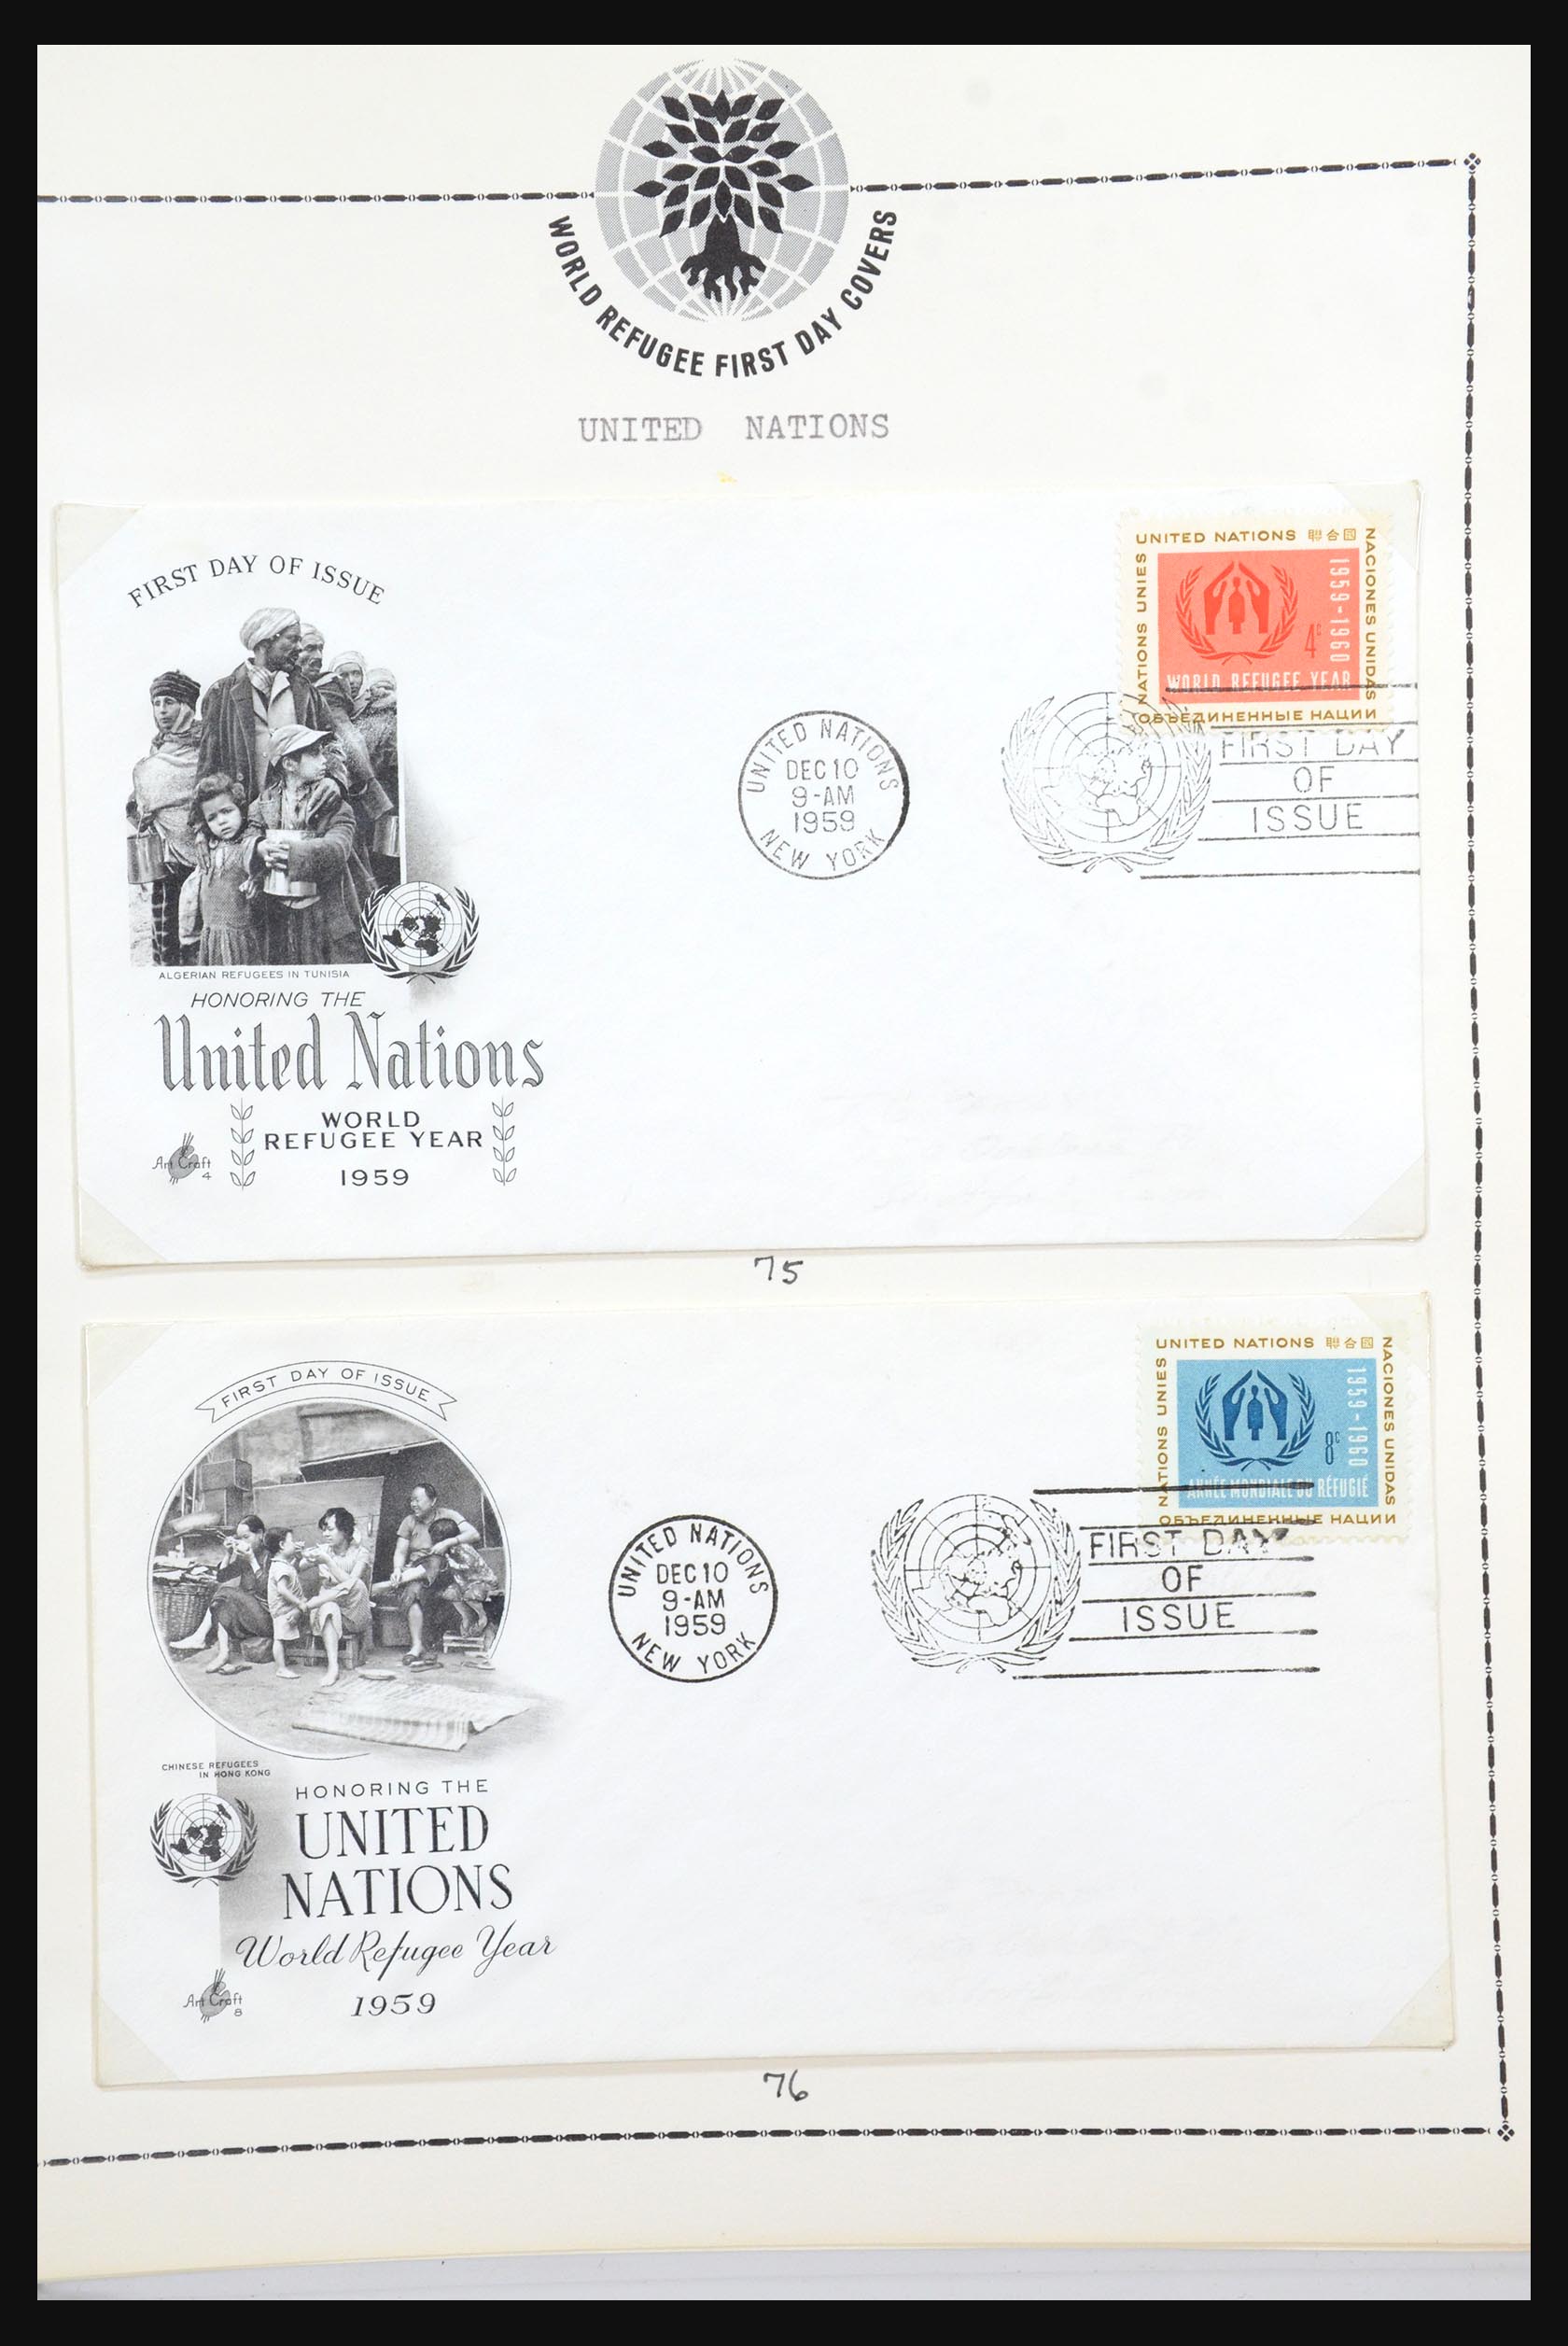 WORLD REFUGEE FIRST DAY COVERS
UNITED NATIONS
FIRST DAY OF ISSUE
ALGERIAN REFUGEES IN TUNISIA
HONORING THE
United Nations
WORLD
REFUGEE YEAR
1959
Art Craft
4
UNITED NATIONS
DEC 10
9-AM
1959
NEW YORK
UNITED NATIONS 聯合國
NATIONS UNIES
NACIONES UNIDAS
1959-1960
4c
WORLD REFUGEE YEAR
ОБЪЕДИНЕННЫЕ НАЦИИ
FIRST DAY
OF
ISSUE
75
FIRST DAY OF ISSUE
CHINESE REFUGEES
IN HONG KONG
HONORING THE
UNITED
NATIONS
World Refugee Year
1959
Art Craft
8
UNITED NATIONS
DEC 10
9-AM
1959
NEW YORK
UNITED NATIONS 聯合國
NATIONS UNIES
NACIONES UNIDAS
1959-1960
8c
ANNÉE MONDIALE DU RÉFUGIÉ
ОБЪЕДИНЕННЫЕ НАЦИИ
FIRST DAY
OF
ISSUE
76